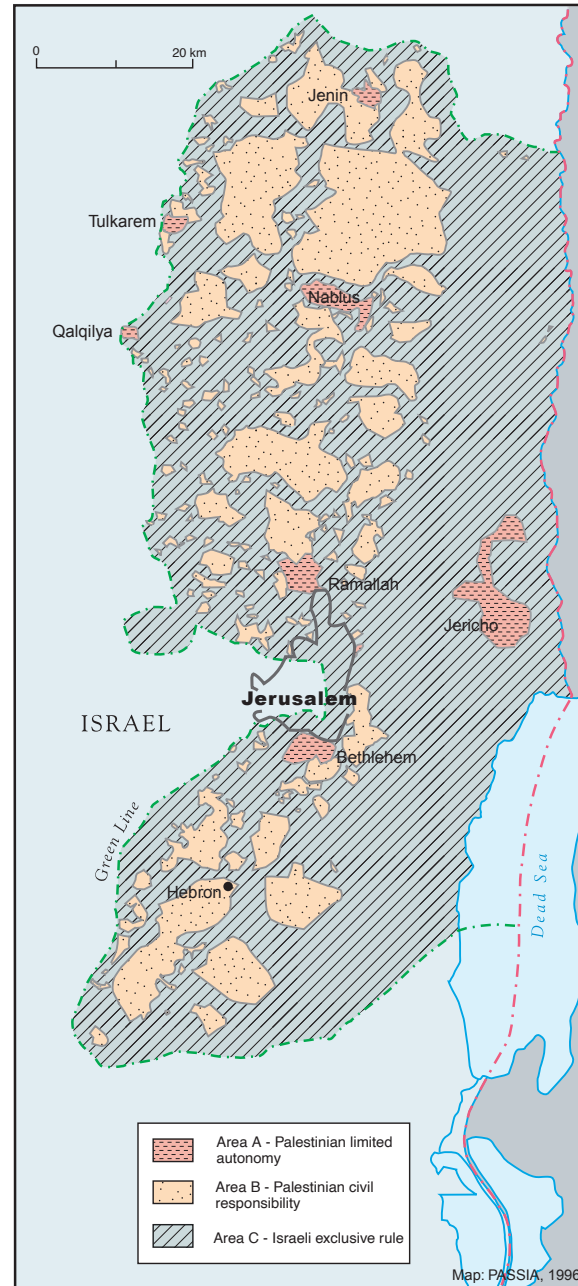 0 20 km
Jenin
Tulkarem
Nablus
Qalqilya
Ramallah
Jericho
Jerusalem
ISRAEL
Bethlehem
Green Line
Dead Sea
Hebron
Area A - Palestinian limited
autonomy
Area B - Palestinian civil
responsibility
Area C - Israeli exclusive rule
Map: PASSIA, 1996